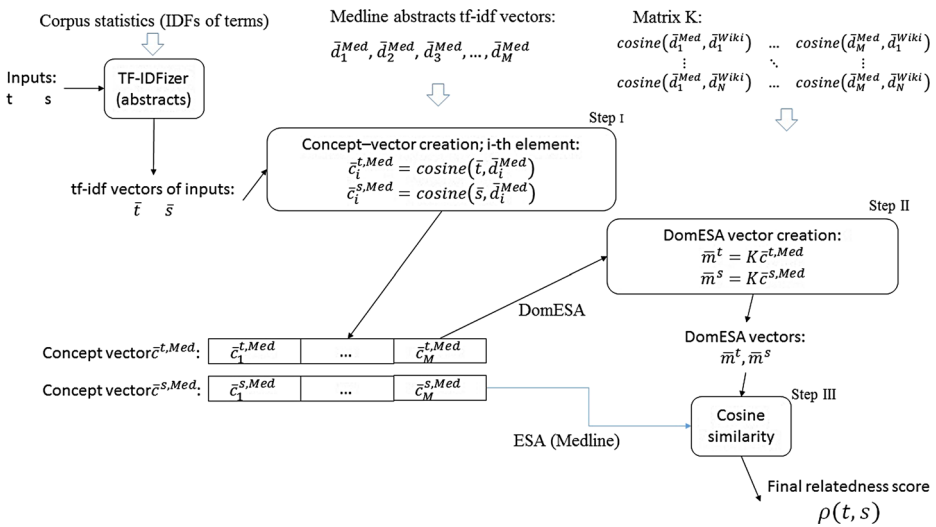 Corpus statistics (IDFs of terms)
Inputs:
t s
TF-IDFizer
(abstracts)
tf-idf vectors of inputs:
t̄ s̄
Medline abstracts tf-idf vectors:
d̄₁^Med, d̄₂^Med, d̄₃^Med, …, d̄_M^Med
Matrix K:
cosine(d̄₁^Med, d̄₁^Wiki) … cosine(d̄_M^Med, d̄₁^Wiki)
⋮ ⋱ ⋮
cosine(d̄₁^Med, d̄_N^Wiki) … cosine(d̄_M^Med, d̄_N^Wiki)
Step I
Concept–vector creation; i-th element:
c̄ᵢ^t,Med = cosine(t̄, d̄ᵢ^Med)
c̄ᵢ^s,Med = cosine(s̄, d̄ᵢ^Med)
Step II
DomESA vector creation:
m̄^t = Kc̄^t,Med
m̄^s = Kc̄^s,Med
DomESA
Concept vector c̄^t,Med: c̄₁^t,Med … c̄_M^t,Med
Concept vector c̄^s,Med: c̄₁^s,Med … c̄_M^s,Med
DomESA vectors:
m̄^t, m̄^s
ESA (Medline)
Step III
Cosine
similarity
Final relatedness score
ρ(t, s)